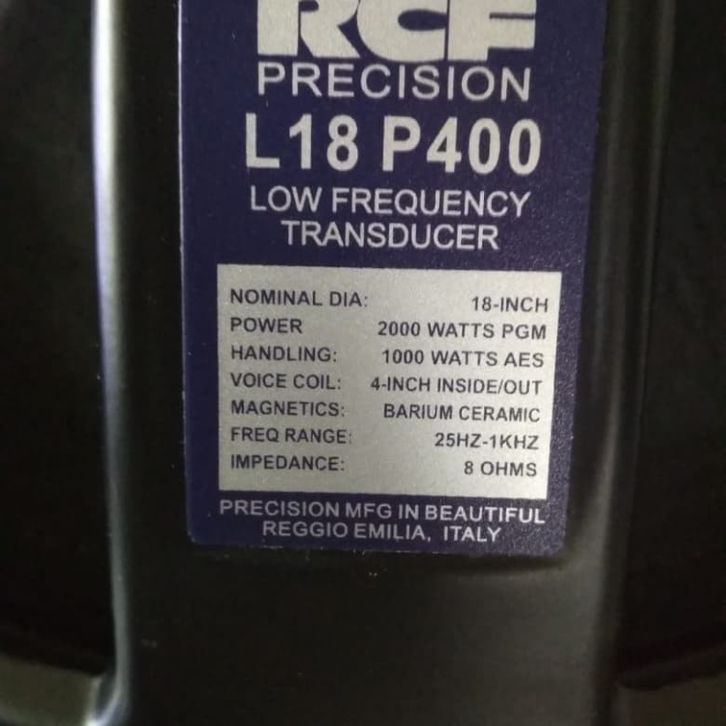 RCF
PRECISION
L18 P400
LOW FREQUENCY
TRANSDUCER
NOMINAL DIA: 18-INCH
POWER 2000 WATTS PGM
HANDLING: 1000 WATTS AES
VOICE COIL: 4-INCH INSIDE/OUT
MAGNETICS: BARIUM CERAMIC
FREQ RANGE: 25HZ-1KHZ
IMPEDANCE: 8 OHMS
PRECISION MFG IN BEAUTIFUL
REGGIO EMILIA, ITALY